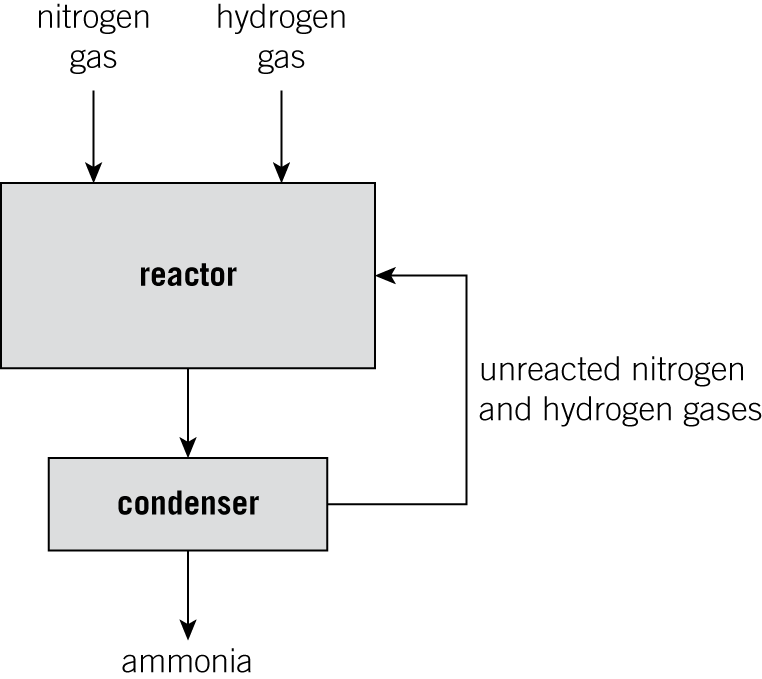 nitrogen
gas
hydrogen
gas
reactor
unreacted nitrogen
and hydrogen gases
condenser
ammonia